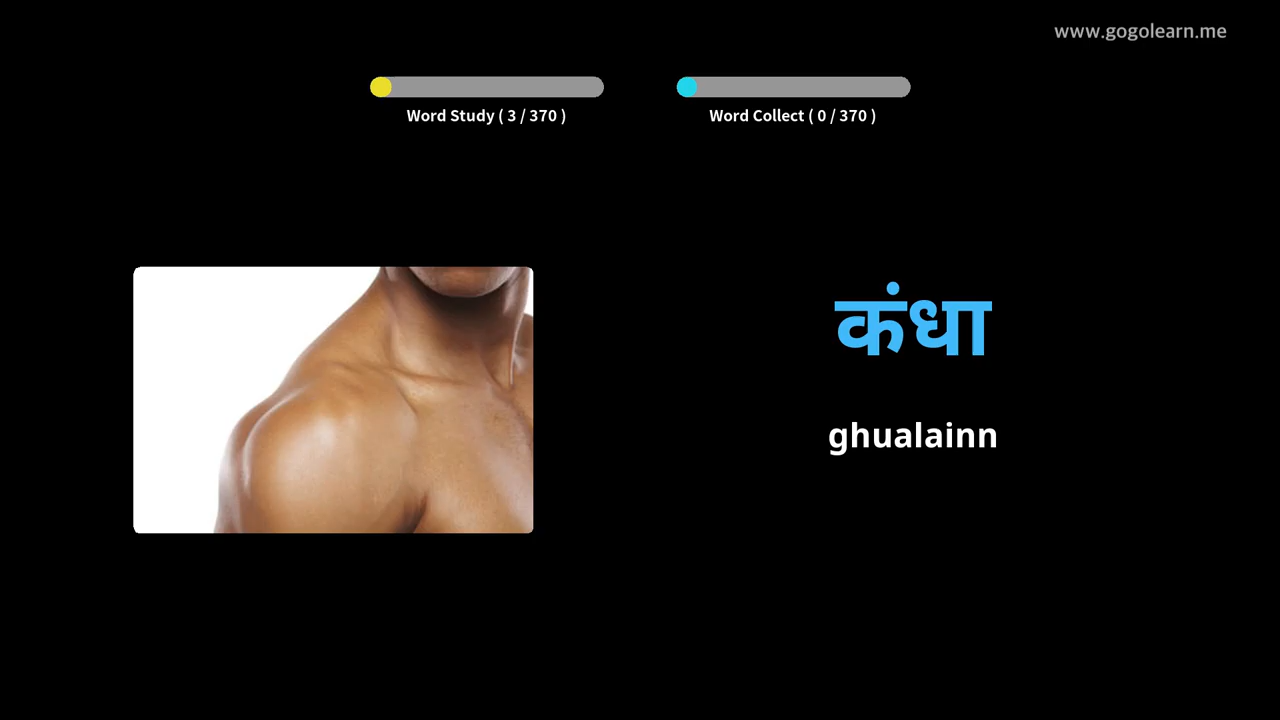 www.gogolearn.me
Word Study ( 3 / 370 )
Word Collect ( 0 / 370 )
कंधा
ghualainn